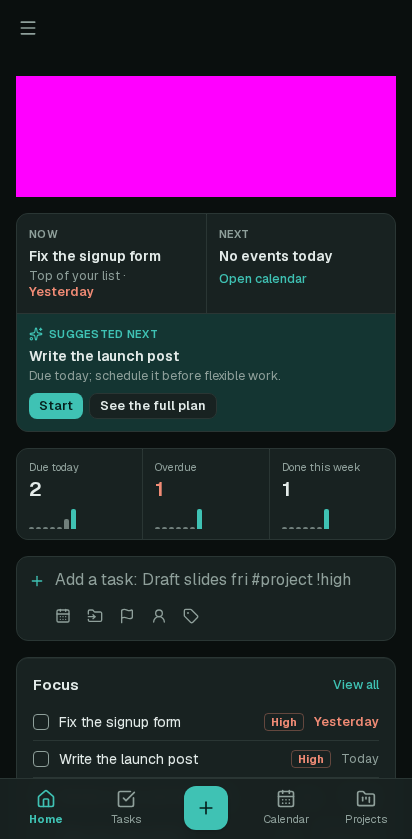 NOW
Fix the signup form
Top of your list ·
Yesterday
NEXT
No events today
Open calendar
SUGGESTED NEXT
Write the launch post
Due today; schedule it before flexible work.
Start
See the full plan
Due today
2
Overdue
1
Done this week
1
Add a task: Draft slides fri #project !high
Focus
View all
Fix the signup form
High
Yesterday
Write the launch post
High
Today
Home
Tasks
Calendar
Projects